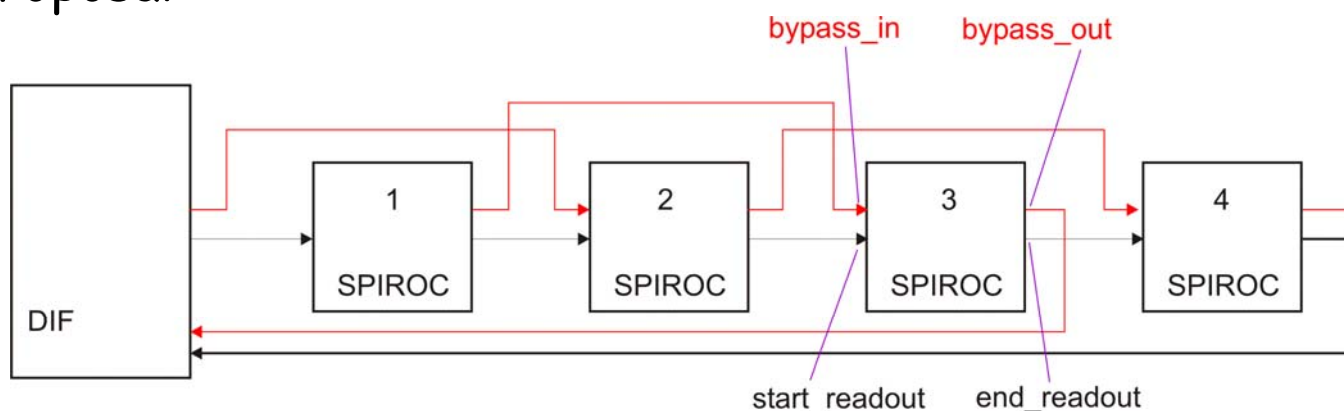 bypass_in bypass_out
1 2 3 4
SPIROC SPIROC SPIROC SPIROC
DIF
start_readout end_readout